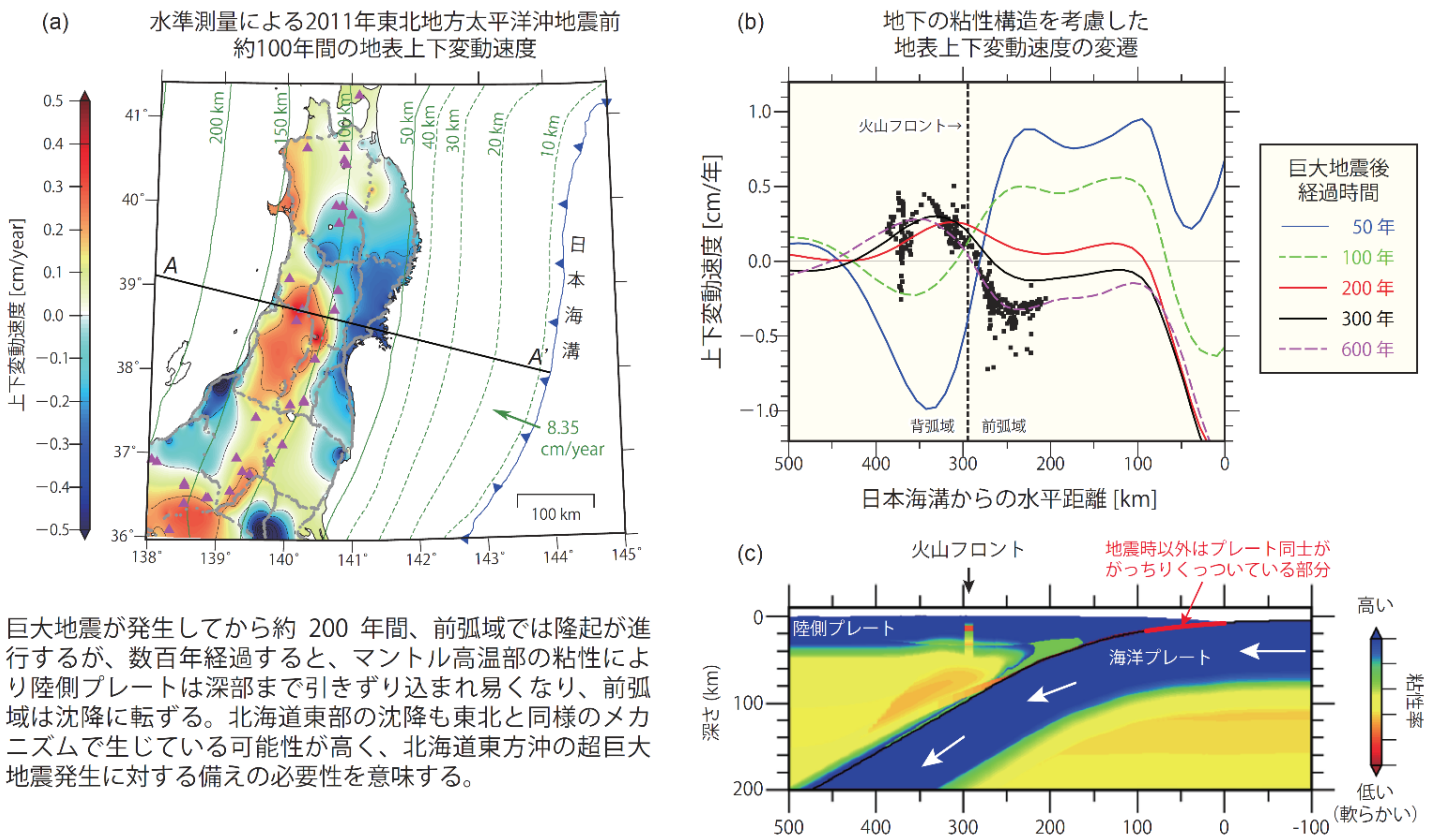 (a)
水準測量による2011年東北地方太平洋沖地震前
約100年間の地表上下変動速度
上下変動速度 [cm/year]
0.5
0.4
0.3
0.2
0.1
0.0
−0.1
−0.2
−0.3
−0.4
−0.5
41˚
40˚
39˚
38˚
37˚
36˚
138˚
139˚
140˚
141˚
142˚
143˚
144˚
145˚
200 km
150 km
100 km
50 km
40 km
30 km
20 km
10 km
A
A’
日本海溝
8.35
cm/year
100 km
(b)
地下の粘性構造を考慮した
地表上下変動速度の変遷
上下変動速度 [cm/年]
1.0
0.5
0.0
−0.5
−1.0
火山フロント→
背弧域
前弧域
500
400
300
200
100
0
日本海溝からの水平距離 [km]
巨大地震後
経過時間
50 年
100 年
200 年
300 年
600 年
(c)
火山フロント
地震時以外はプレート同士が
がっちりくっついている部分
陸側プレート
海洋プレート
深さ (km)
0
100
200
500
400
300
200
100
0
-100
高い
粘性率
低い
(軟らかい)
巨大地震が発生してから約 200 年間、前弧域では隆起が進
行するが、数百年経過すると、マントル高温部の粘性によ
り陸側プレートは深部まで引きずり込まれ易くなり、前弧
域は沈降に転ずる。北海道東部の沈降も東北と同様のメカ
ニズムで生じている可能性が高く、北海道東方沖の超巨大
地震発生に対する備えの必要性を意味する。